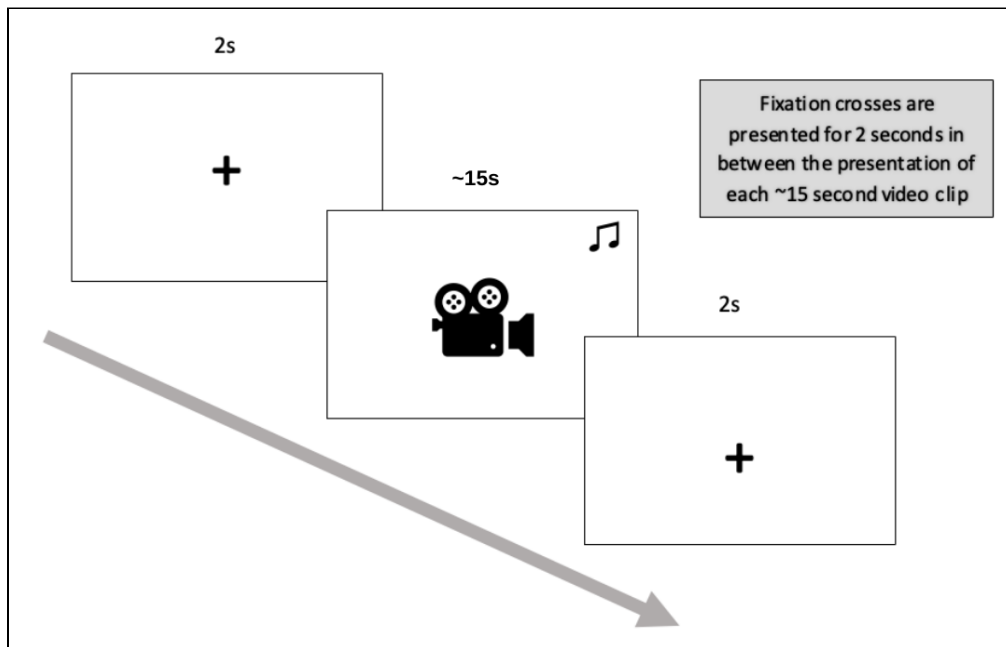 2s
~15s
Fixation crosses are
presented for 2 seconds in
between the presentation of
each ~15 second video clip
2s